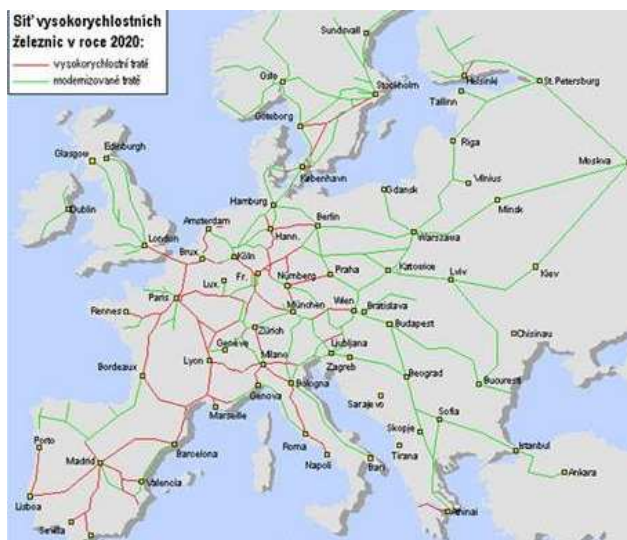 Síť vysokorychlostních
železnic v roce 2020:
vysokorychlostní tratě
modernizované tratě
Sundsvall
Oslo
Stockholm
Helsinki
St. Petersburg
Tallinn
Göteborg
Riga
Moskva
Glasgow
Edinburgh
København
Vilnius
Gdansk
Minsk
Dublin
Hamburg
Amsterdam
Berlin
Hann.
Warszawa
London
Brux.
Köln
Katowice
Lviv
Kiev
Fr.
Praha
Lux.
Nürnberg
Paris
Rennes
München
Wien
Bratislava
Budapest
Chisinau
Zürich
Genève
Ljubljana
Lyon
Milano
Zagreb
Bordeaux
Bologna
Beograd
Bucuresti
Genova
Marseille
Sarajevo
Sofia
Skopje
Porto
Roma
Barcelona
Madrid
Napoli
Bari
Tirana
Istanbul
Ankara
Valencia
Lisboa
Sevilla
Athinai